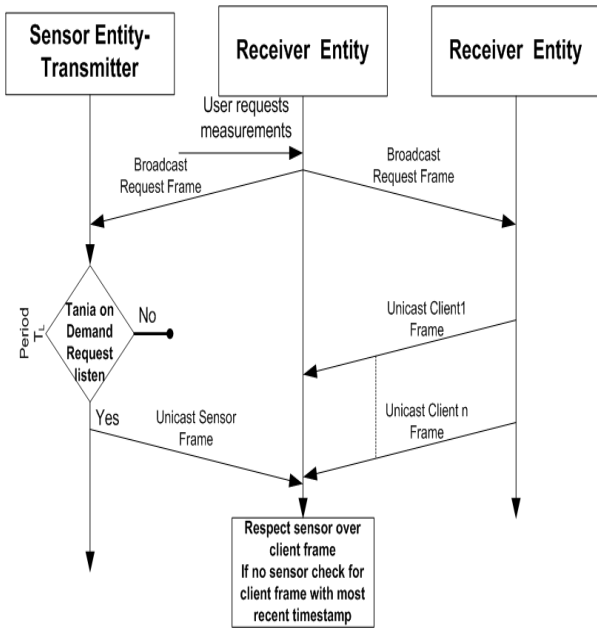 Sensor Entity-
Transmitter
Receiver Entity
Receiver Entity
User requests
measurements
Broadcast
Request Frame
Broadcast
Request Frame
Period
T_L
Tania on
Demand
Request
listen
No
Yes
Unicast Client1
Frame
Unicast Sensor
Frame
Unicast Client n
Frame
Respect sensor over
client frame
If no sensor check for
client frame with most
recent timestamp